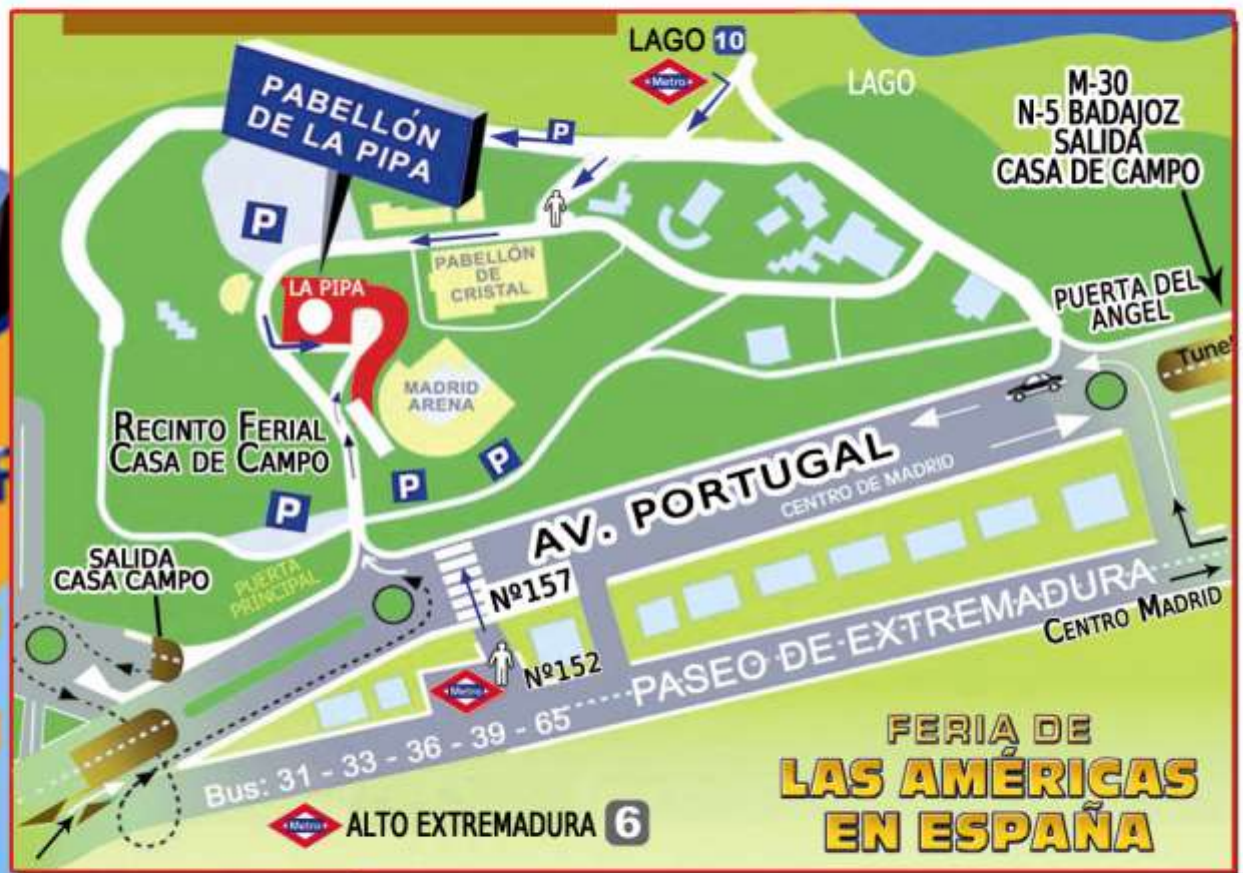 LAGO 10
Metro
LAGO
M-30
N-5 BADAJOZ
SALIDA
CASA DE CAMPO
PABELLÓN
DE LA PIPA
P
P
PABELLÓN
DE
CRISTAL
LA PIPA
PUERTA DEL
ANGEL
Tunel
MADRID
ARENA
RECINTO FERIAL
CASA DE CAMPO
P
P
P
AV. PORTUGAL
CENTRO DE MADRID
SALIDA
CASA CAMPO
PUERTA
PRINCIPAL
Nº157
Nº152
Metro
PASEO DE EXTREMADURA
CENTRO MADRID
Bus: 31 - 33 - 36 - 39 - 65
Metro
ALTO EXTREMADURA 6
FERIA DE
LAS AMÉRICAS
EN ESPAÑA